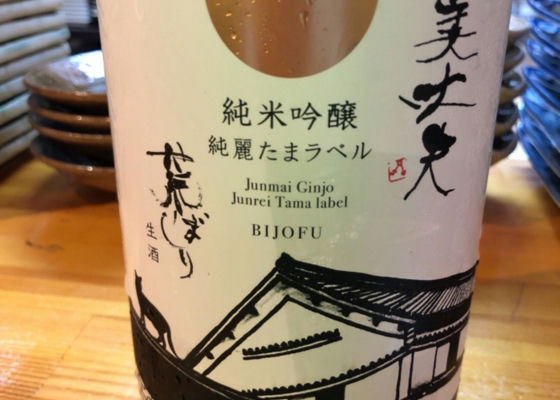 美丈夫
純米吟醸
純麗たまラベル
Junmai Ginjo
Junrei Tama label
BIJOFU
荒ばしり
生酒